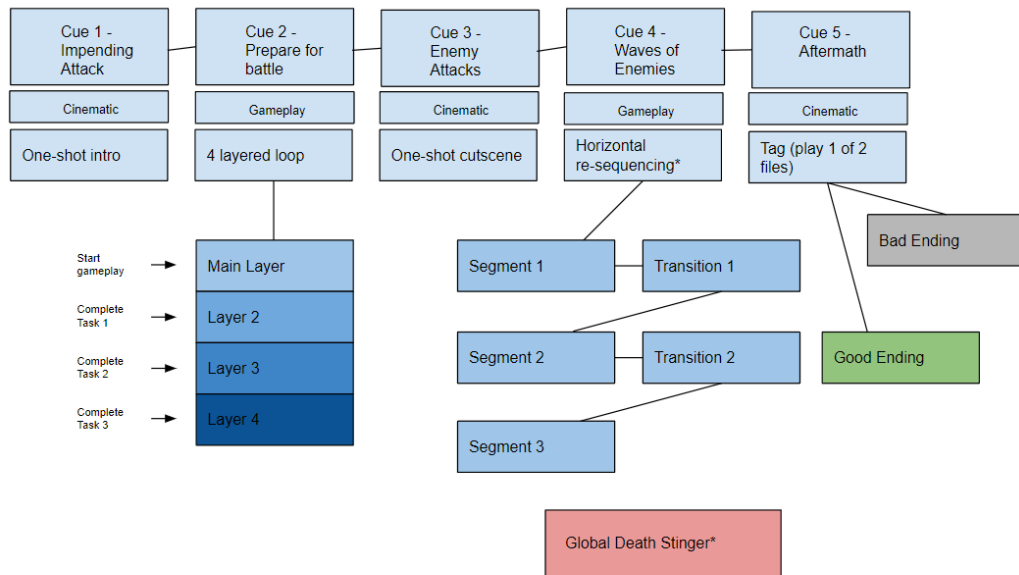 Cue 1 -
Impending
Attack
Cue 2 -
Prepare for
battle
Cue 3 -
Enemy
Attacks
Cue 4 -
Waves of
Enemies
Cue 5 -
Aftermath
Cinematic
Gameplay
Cinematic
Gameplay
Cinematic
One-shot intro
4 layered loop
One-shot cutscene
Horizontal
re-sequencing*
Tag (play 1 of 2
files)
Bad Ending
Start
gameplay
Main Layer
Segment 1
Transition 1
Complete
Task 1
Layer 2
Segment 2
Transition 2
Good Ending
Complete
Task 2
Layer 3
Complete
Task 3
Layer 4
Segment 3
Global Death Stinger*